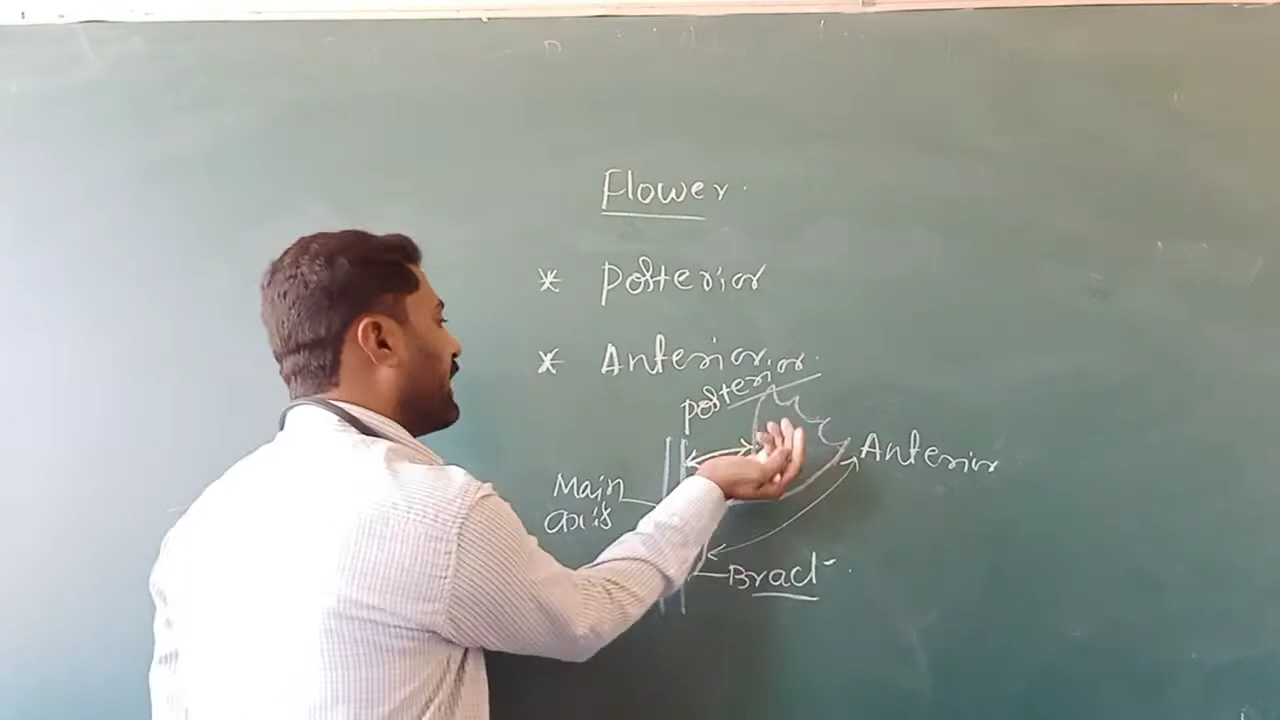 Flower.
* Posterior
* Anterior.
Posterior.
Anterior
Main
axis
Bract.